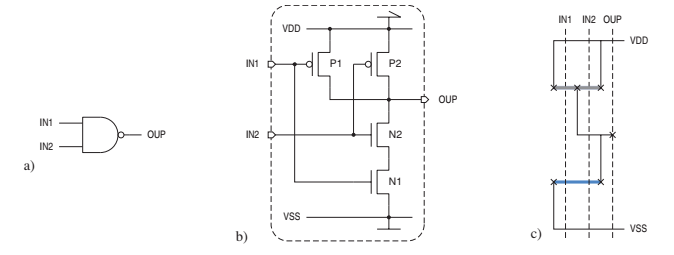 IN1
IN2
OUP
a)
VDD
IN1
P1
P2
OUP
IN2
N2
N1
VSS
b)
IN1 IN2 OUP
VDD
VSS
c)